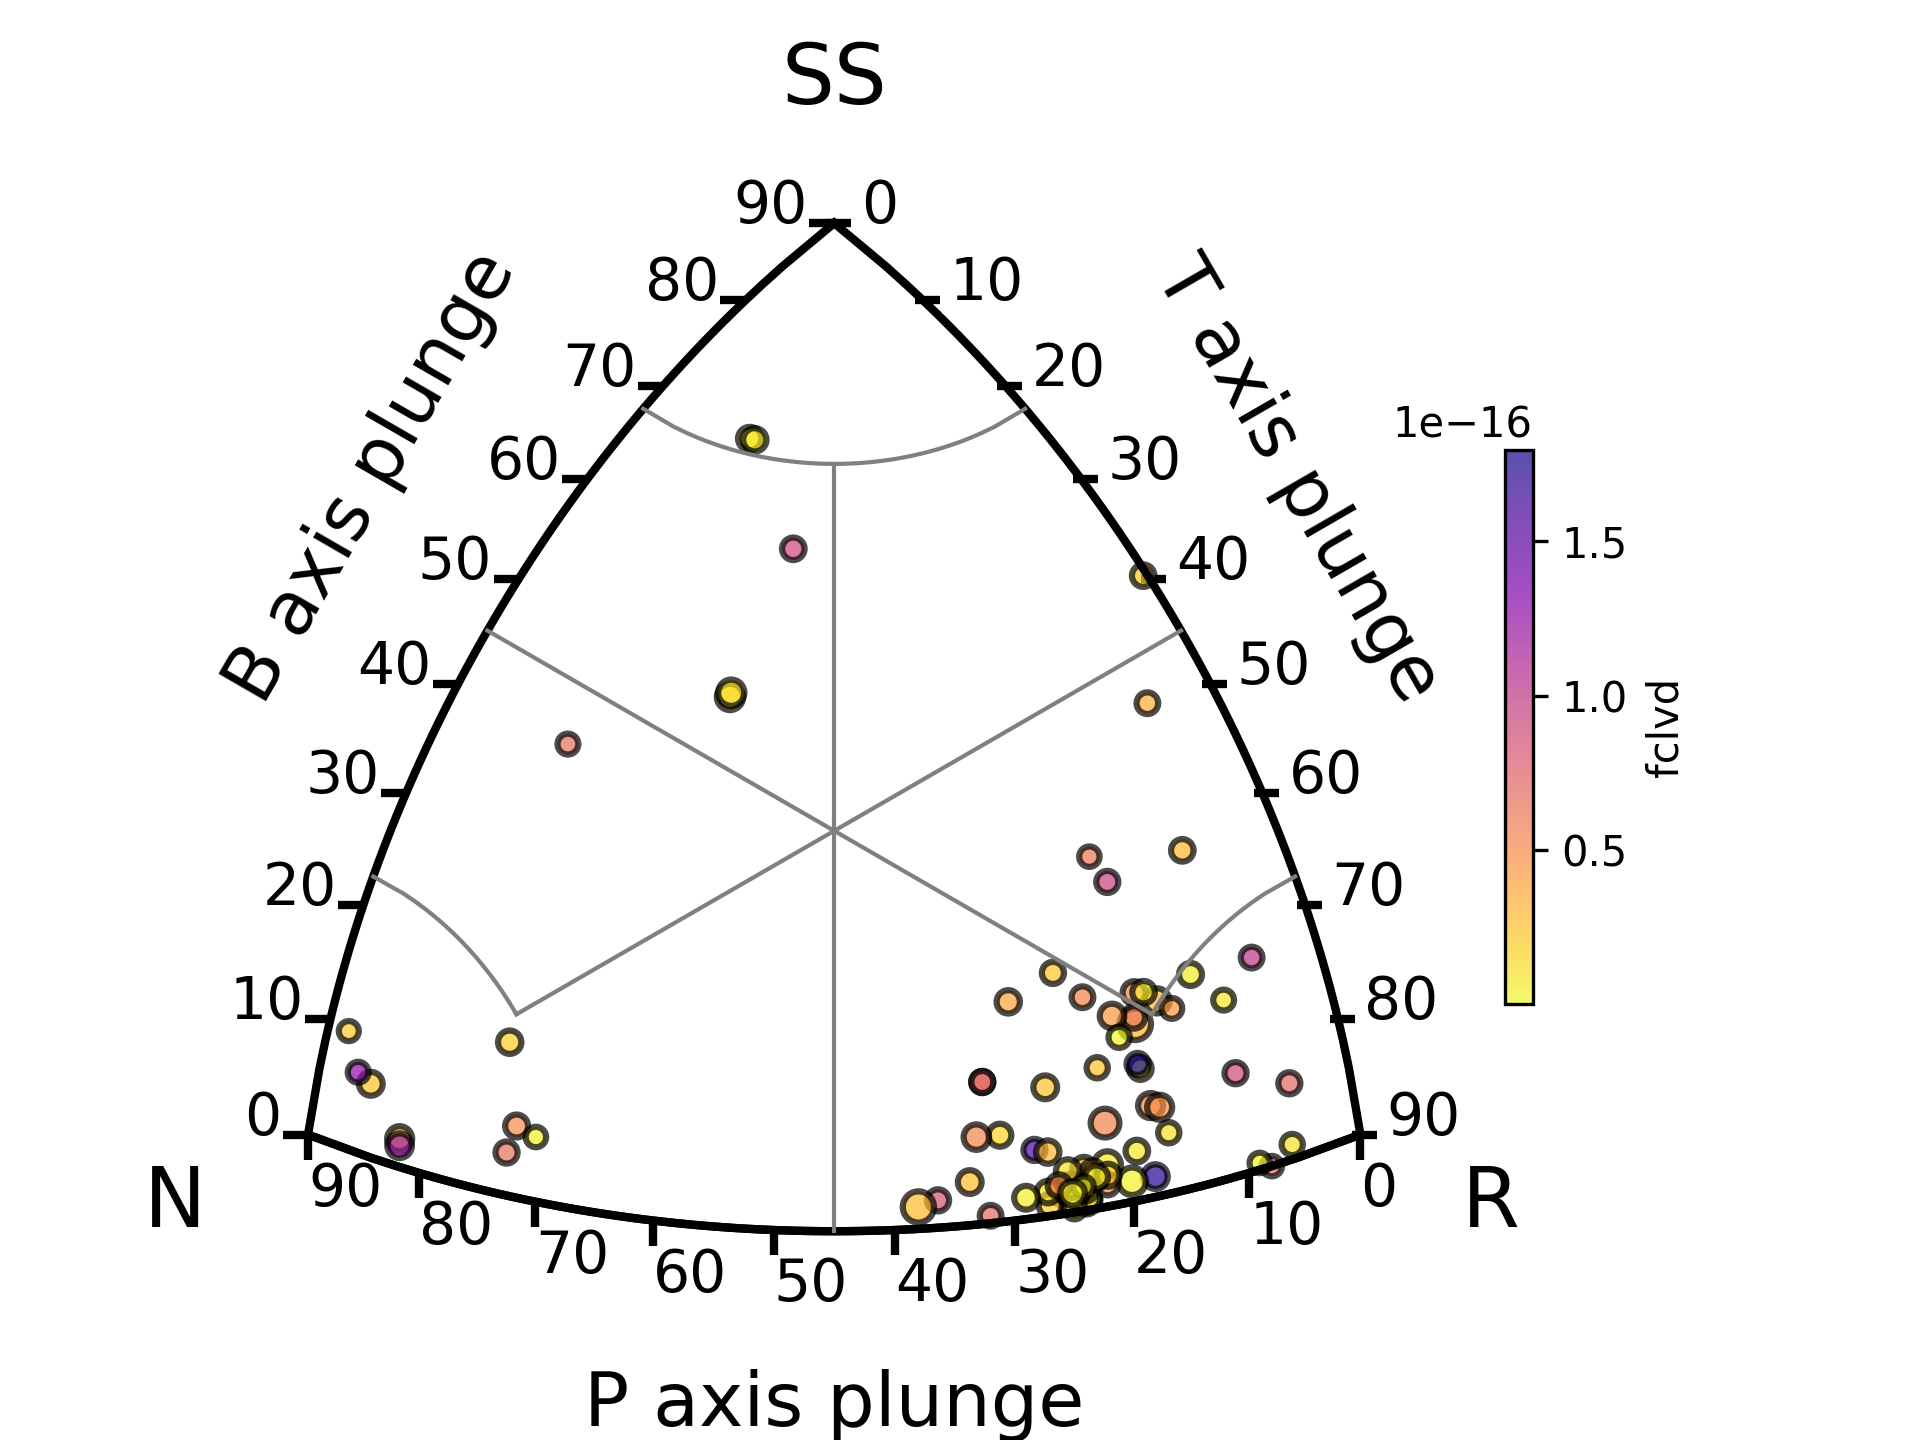 SS
90 0
80 10
70 20
60 30
50 40
40 50
30 60
20 70
10 80
0 90
B axis plunge
T axis plunge
N
R
90 80 70 60 50 40 30 20 10 0
P axis plunge
1e−16
1.5
1.0
0.5
fclvd